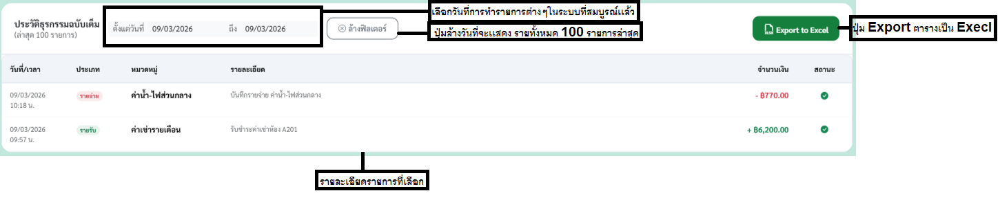 เลือกวันที่การทำรายการต่างๆในระบบที่สมบูรณ์แล้ว
ประวัติธุรกรรมฉบับเต็ม
(ล่าสุด 100 รายการ)
ตั้งแต่วันที่ 09/03/2026 ถึง 09/03/2026
ล้างฟิลเตอร์
ปุ่มล้างวันที่จะแสดง รายทั้งหมด 100 รายการล่าสุด
Export to Excel
ปุ่ม Export ตารางเป็น Execl
วันที่/เวลา ประเภท หมวดหมู่ รายละเอียด จำนวนเงิน สถานะ
09/03/2026 รายจ่าย ค่าน้ำ-ไฟส่วนกลาง บันทึกรายจ่าย ค่าน้ำ-ไฟส่วนกลาง - ฿770.00
10:18 น.
09/03/2026 รายรับ ค่าเช่ารายเดือน รับชำระค่าเช่าห้อง A201 + ฿6,200.00
09:57 น.
รายละเอียดรายการที่เลือก